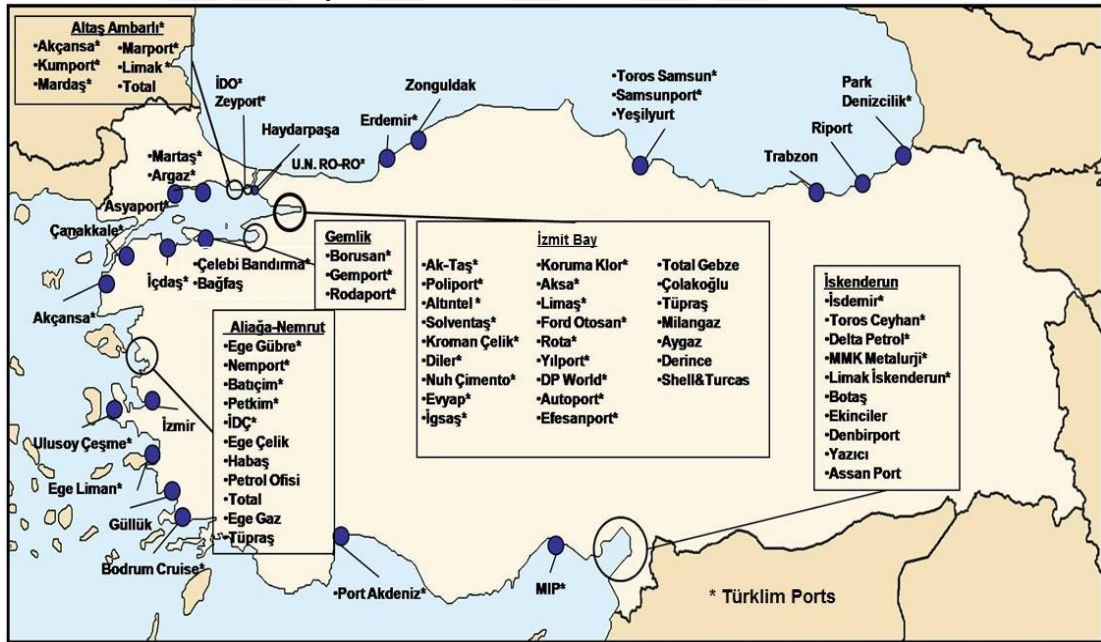 Altaş Ambarlı*
•Akçansa* •Marport*
•Kumport* •Limak *
•Mardaş* •Total
İDO*
Zeyport*
Haydarpaşa
U.N. RO-RO*
Erdemir*
Zonguldak
•Toros Samsun*
•Samsunport*
•Yeşilyurt
Trabzon
Riport
Park
Denizcilik*
•Martaş*
•Argaz*
Asyaport*
Çanakkale*
İçdaş*
•Çelebi Bandırma*
•Bağfaş
Akçansa*
Gemlik
•Borusan*
•Gemport*
•Rodaport*
İzmit Bay
•Ak-Taş* •Koruma Klor* •Total Gebze
•Poliport* •Aksa* •Çolakoğlu
•Altıntel* •Limaş* •Tüpraş
•Solventaş* •Ford Otosan* •Milangaz
•Kroman Çelik* •Rota* •Aygaz
•Diler* •Yılport* •Derince
•Nuh Çimento* •DP World* •Shell&Turcas
•Evyap* •Autoport*
•İgsaş* •Efesanport*
İskenderun
•İsdemir*
•Toros Ceyhan*
•Delta Petrol*
•MMK Metalurji*
•Limak İskenderun*
•Botaş
•Ekinciler
•Denbirport
•Yazıcı
•Assan Port
Aliağa-Nemrut
•Ege Gübre*
•Nemport*
•Batıçim*
•Petkim*
•İDÇ*
•Ege Çelik
•Habaş
•Petrol Ofisi
•Total
•Ege Gaz
•Tüpraş
İzmir
Ulusoy Çeşme*
Ege Liman*
Güllük
Bodrum Cruise*
•Port Akdeniz*
MIP*
* Türklim Ports